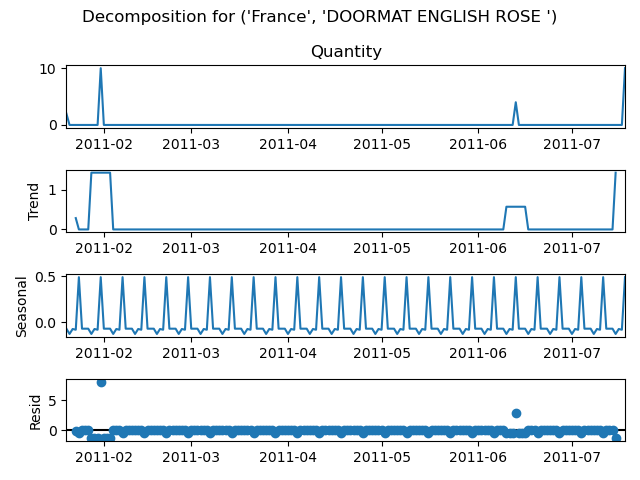 Decomposition for ('France', 'DOORMAT ENGLISH ROSE ')
Quantity
10
0
2011-02 2011-03 2011-04 2011-05 2011-06 2011-07
Trend
1
0
2011-02 2011-03 2011-04 2011-05 2011-06 2011-07
Seasonal
0.5
0.0
2011-02 2011-03 2011-04 2011-05 2011-06 2011-07
Resid
5
0
2011-02 2011-03 2011-04 2011-05 2011-06 2011-07